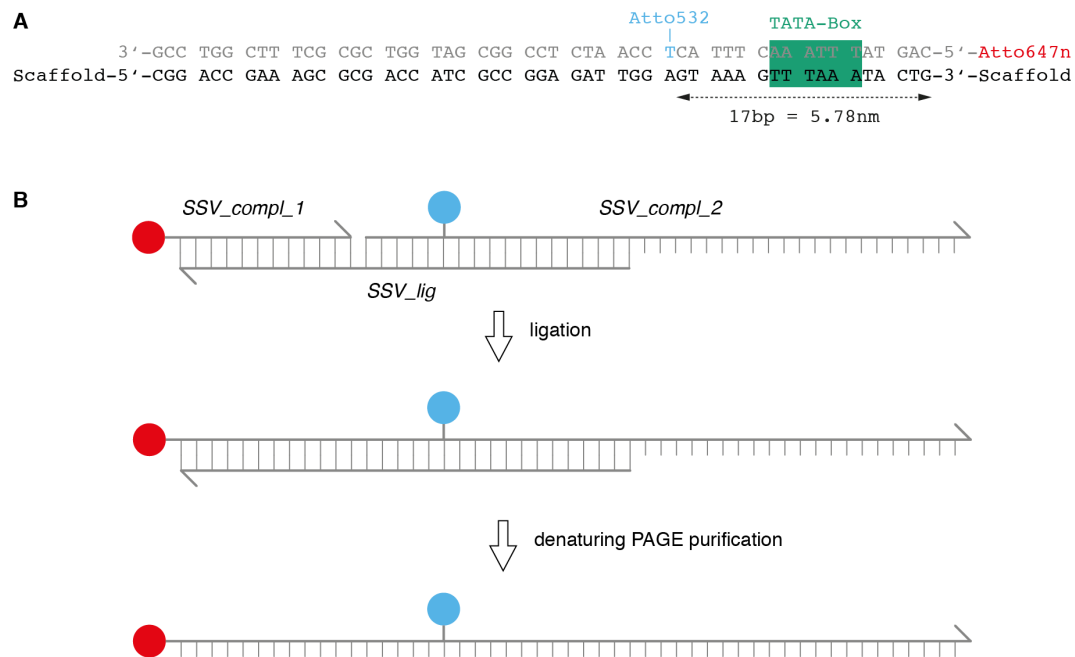 A
Atto532
TATA-Box
3‘-GCC TGG CTT TCG CGC TGG TAG CGG CCT CTA ACC TCA TTT CAA ATT TAT GAC-5‘-Atto647n
Scaffold-5‘-CGG ACC GAA AGC GCG ACC ATC GCC GGA GAT TGG AGT AAA GTT TAA ATA CTG-3‘-Scaffold
17bp = 5.78nm
B
SSV_compl_1
SSV_compl_2
SSV_lig
ligation
denaturing PAGE purification